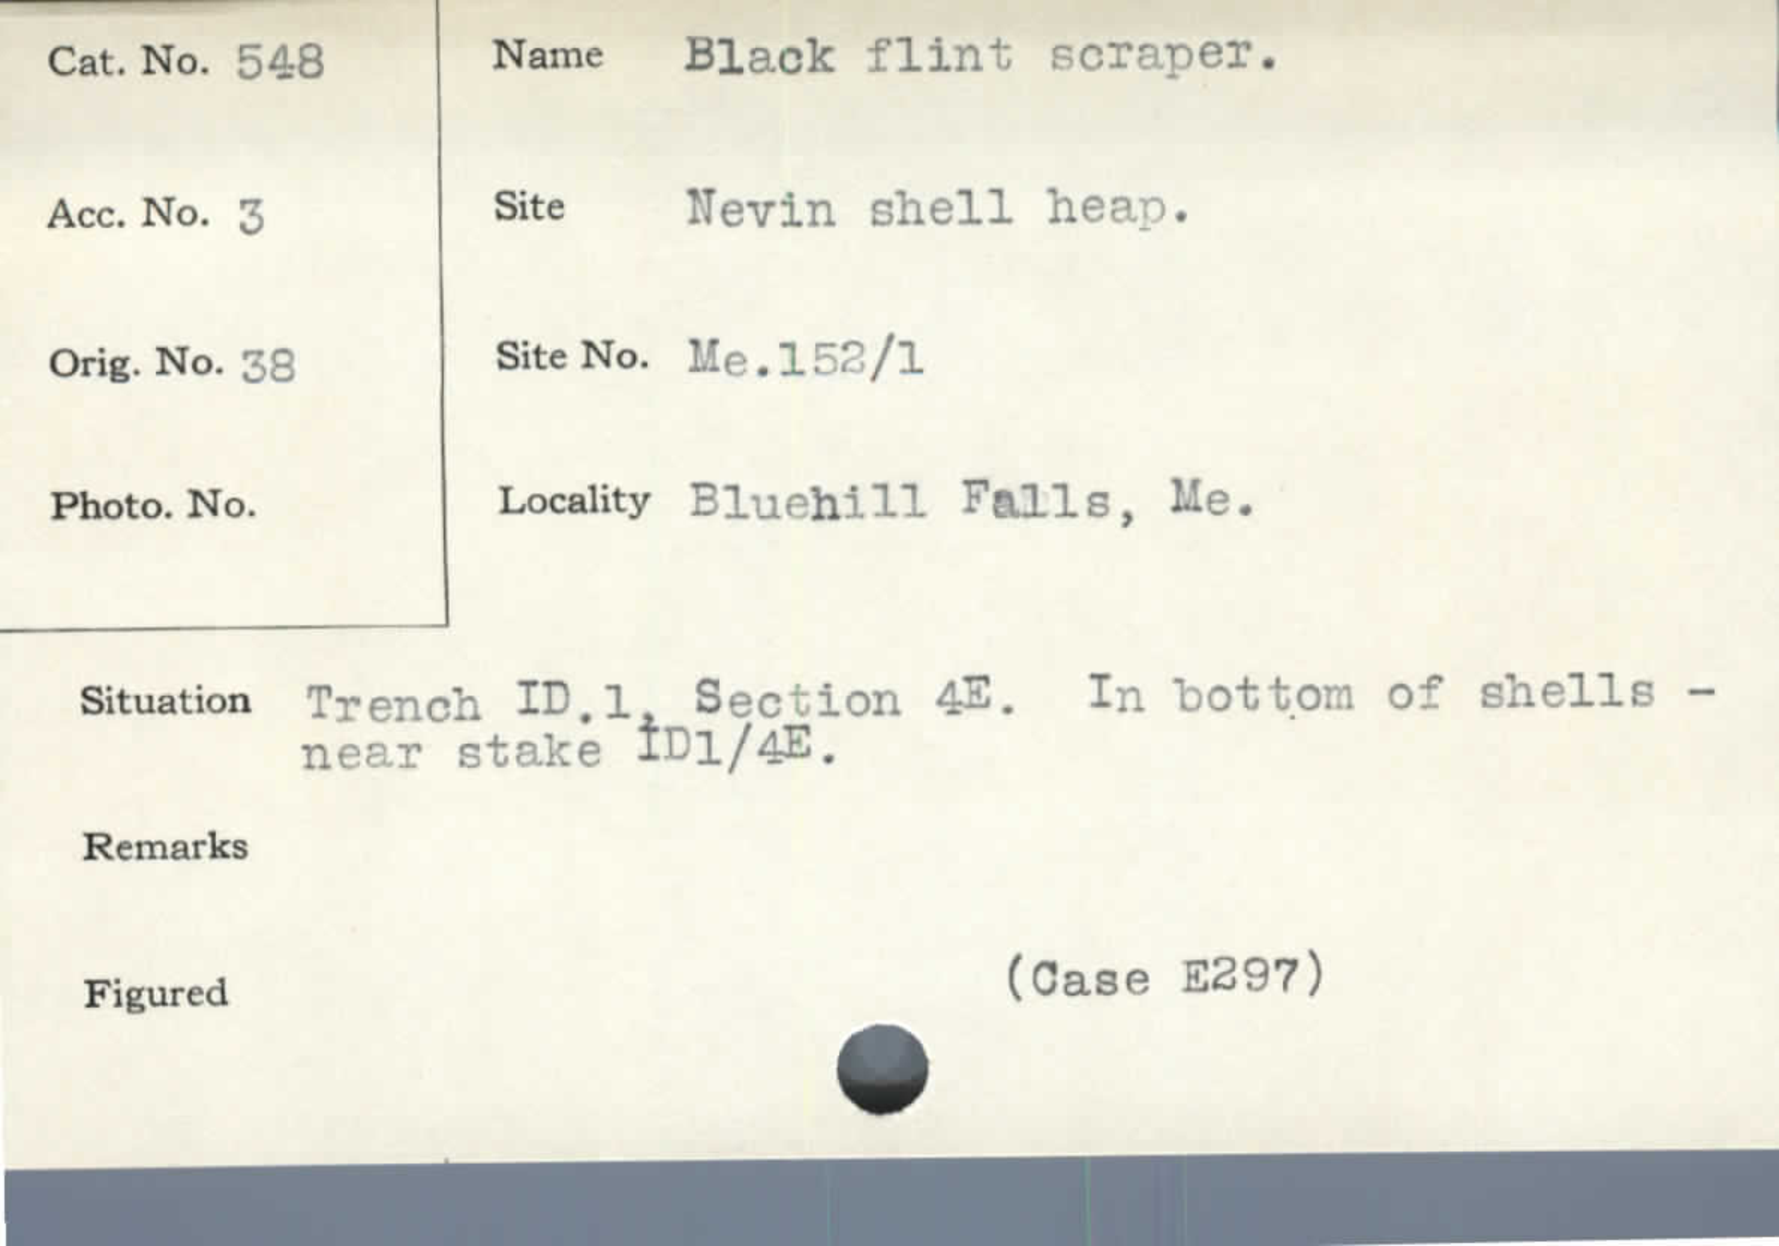 Cat. No. 548
Name Black flint scraper.
Acc. No. 3
Site Nevin shell heap.
Orig. No. 38
Site No. Me.152/1
Photo. No.
Locality Bluehill Falls, Me.
Situation Trench ID.1, Section 4E. In bottom of shells -
near stake ID1/4E.
Remarks
Figured
(Case E297)